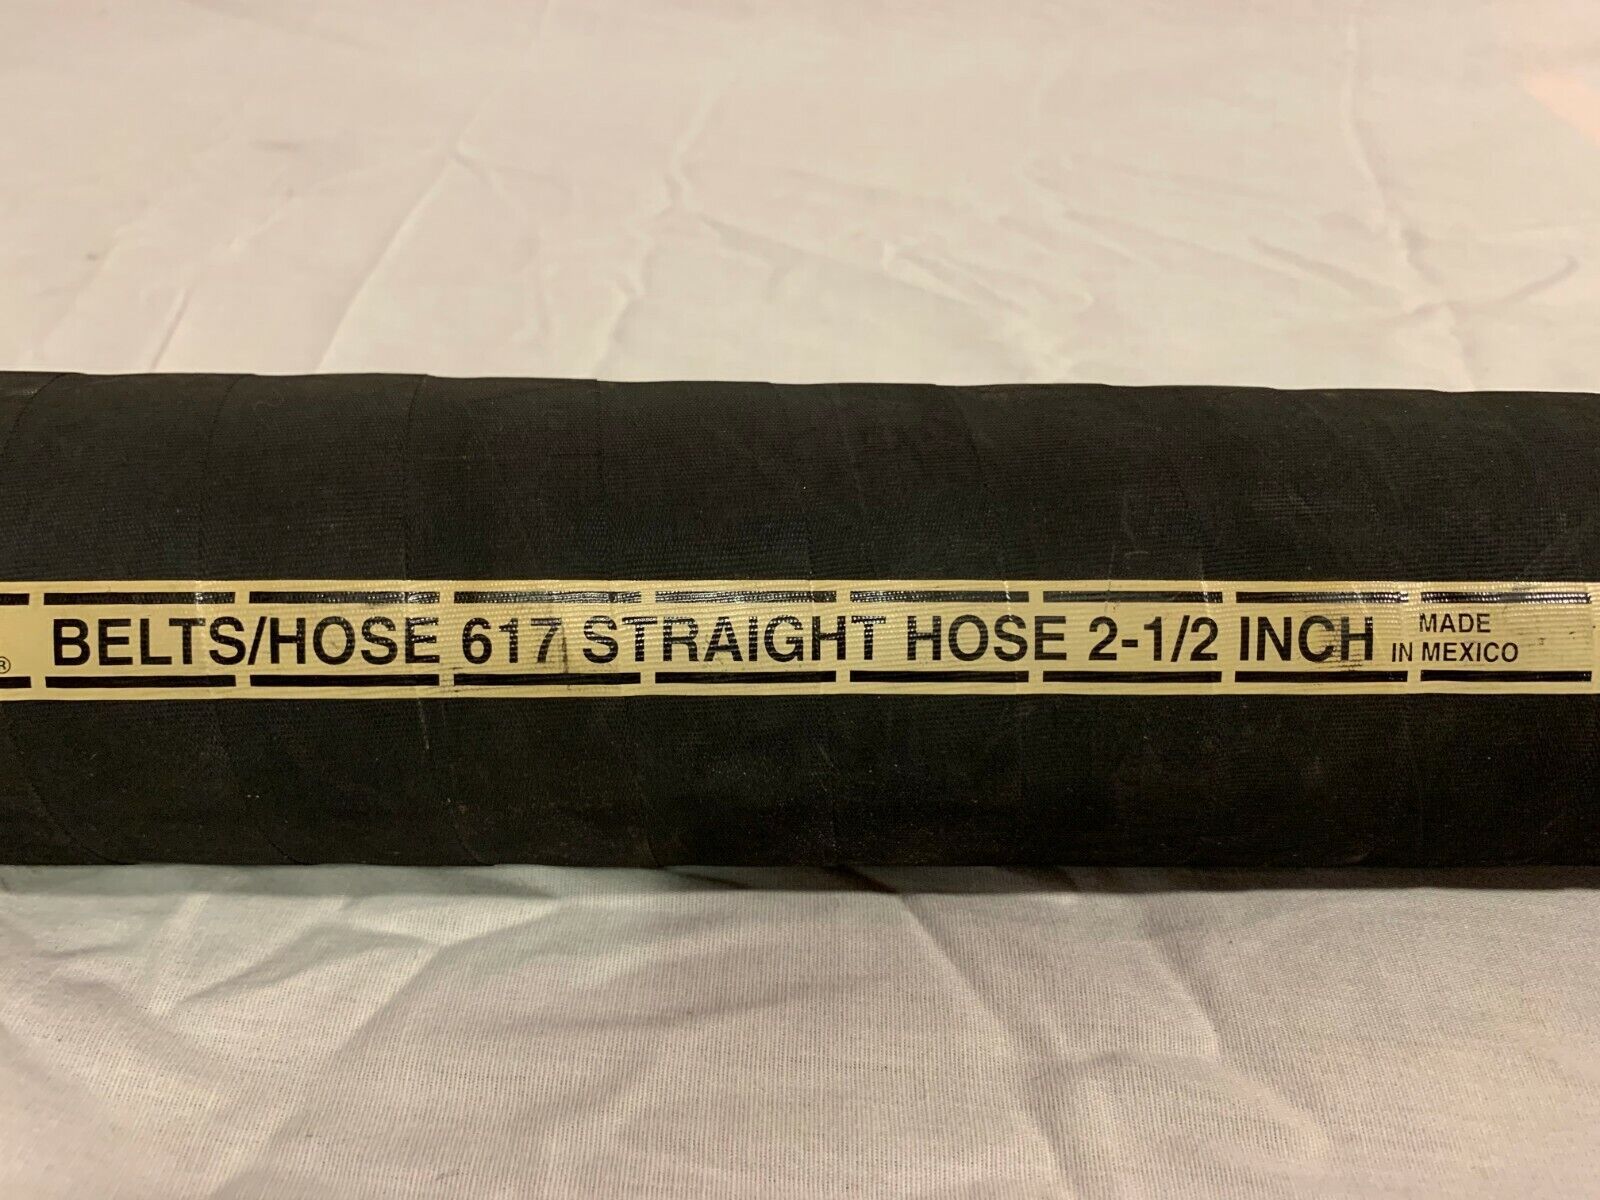 ® BELTS/HOSE 617 STRAIGHT HOSE 2-1/2 INCH MADE
IN MEXICO